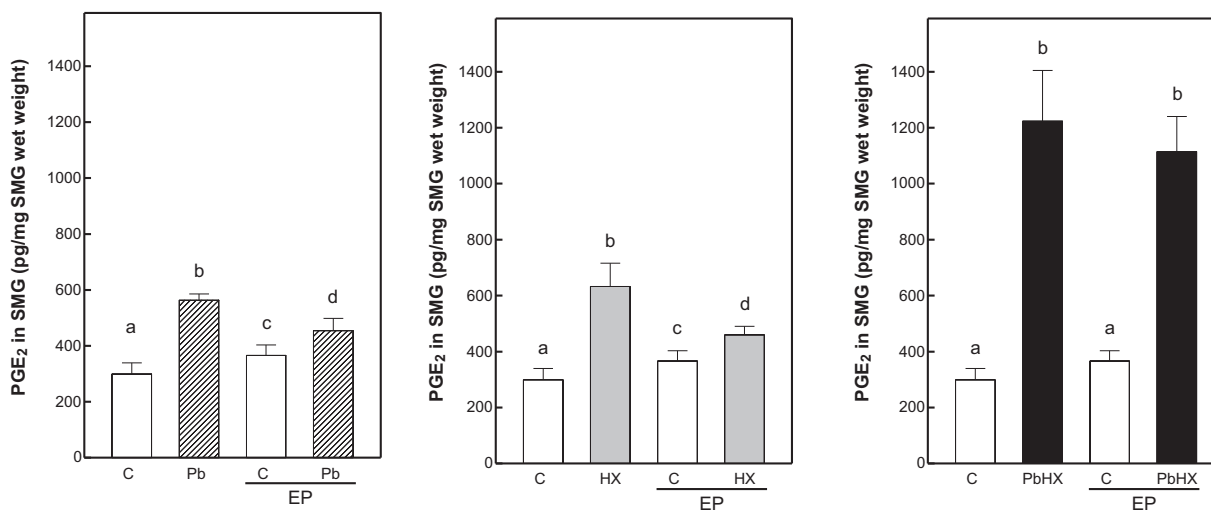 PGE2 in SMG (pg/mg SMG wet weight)
1400
1200
1000
800
600
400
200
0
a
b
c
d
C
Pb
C
Pb
EP
PGE2 in SMG (pg/mg SMG wet weight)
1400
1200
1000
800
600
400
200
0
a
b
c
d
C
HX
C
HX
EP
PGE2 in SMG (pg/mg SMG wet weight)
1400
1200
1000
800
600
400
200
0
a
b
a
b
C
PbHX
C
PbHX
EP